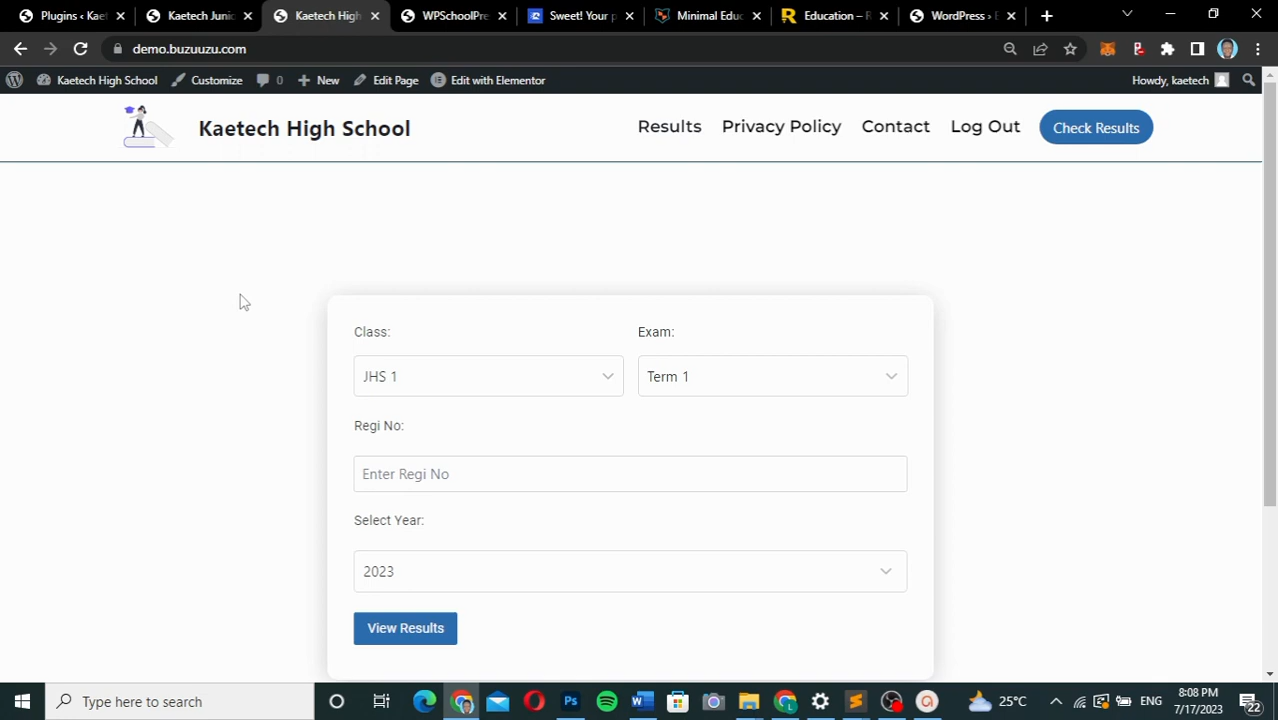 Plugins ‹ Kae
Kaetech Junio
Kaetech High
WPSchoolPre
Sweet! Your p
Minimal Educ
Education – R
WordPress › E
demo.buzuuzu.com
Kaetech High School
Customize
0
New
Edit Page
Edit with Elementor
Howdy, kaetech
Kaetech High School
Results
Privacy Policy
Contact
Log Out
Check Results
Class:
Exam:
JHS 1
Term 1
Regi No:
Enter Regi No
Select Year:
2023
View Results
Type here to search
25°C
ENG
8:08 PM
7/17/2023
22